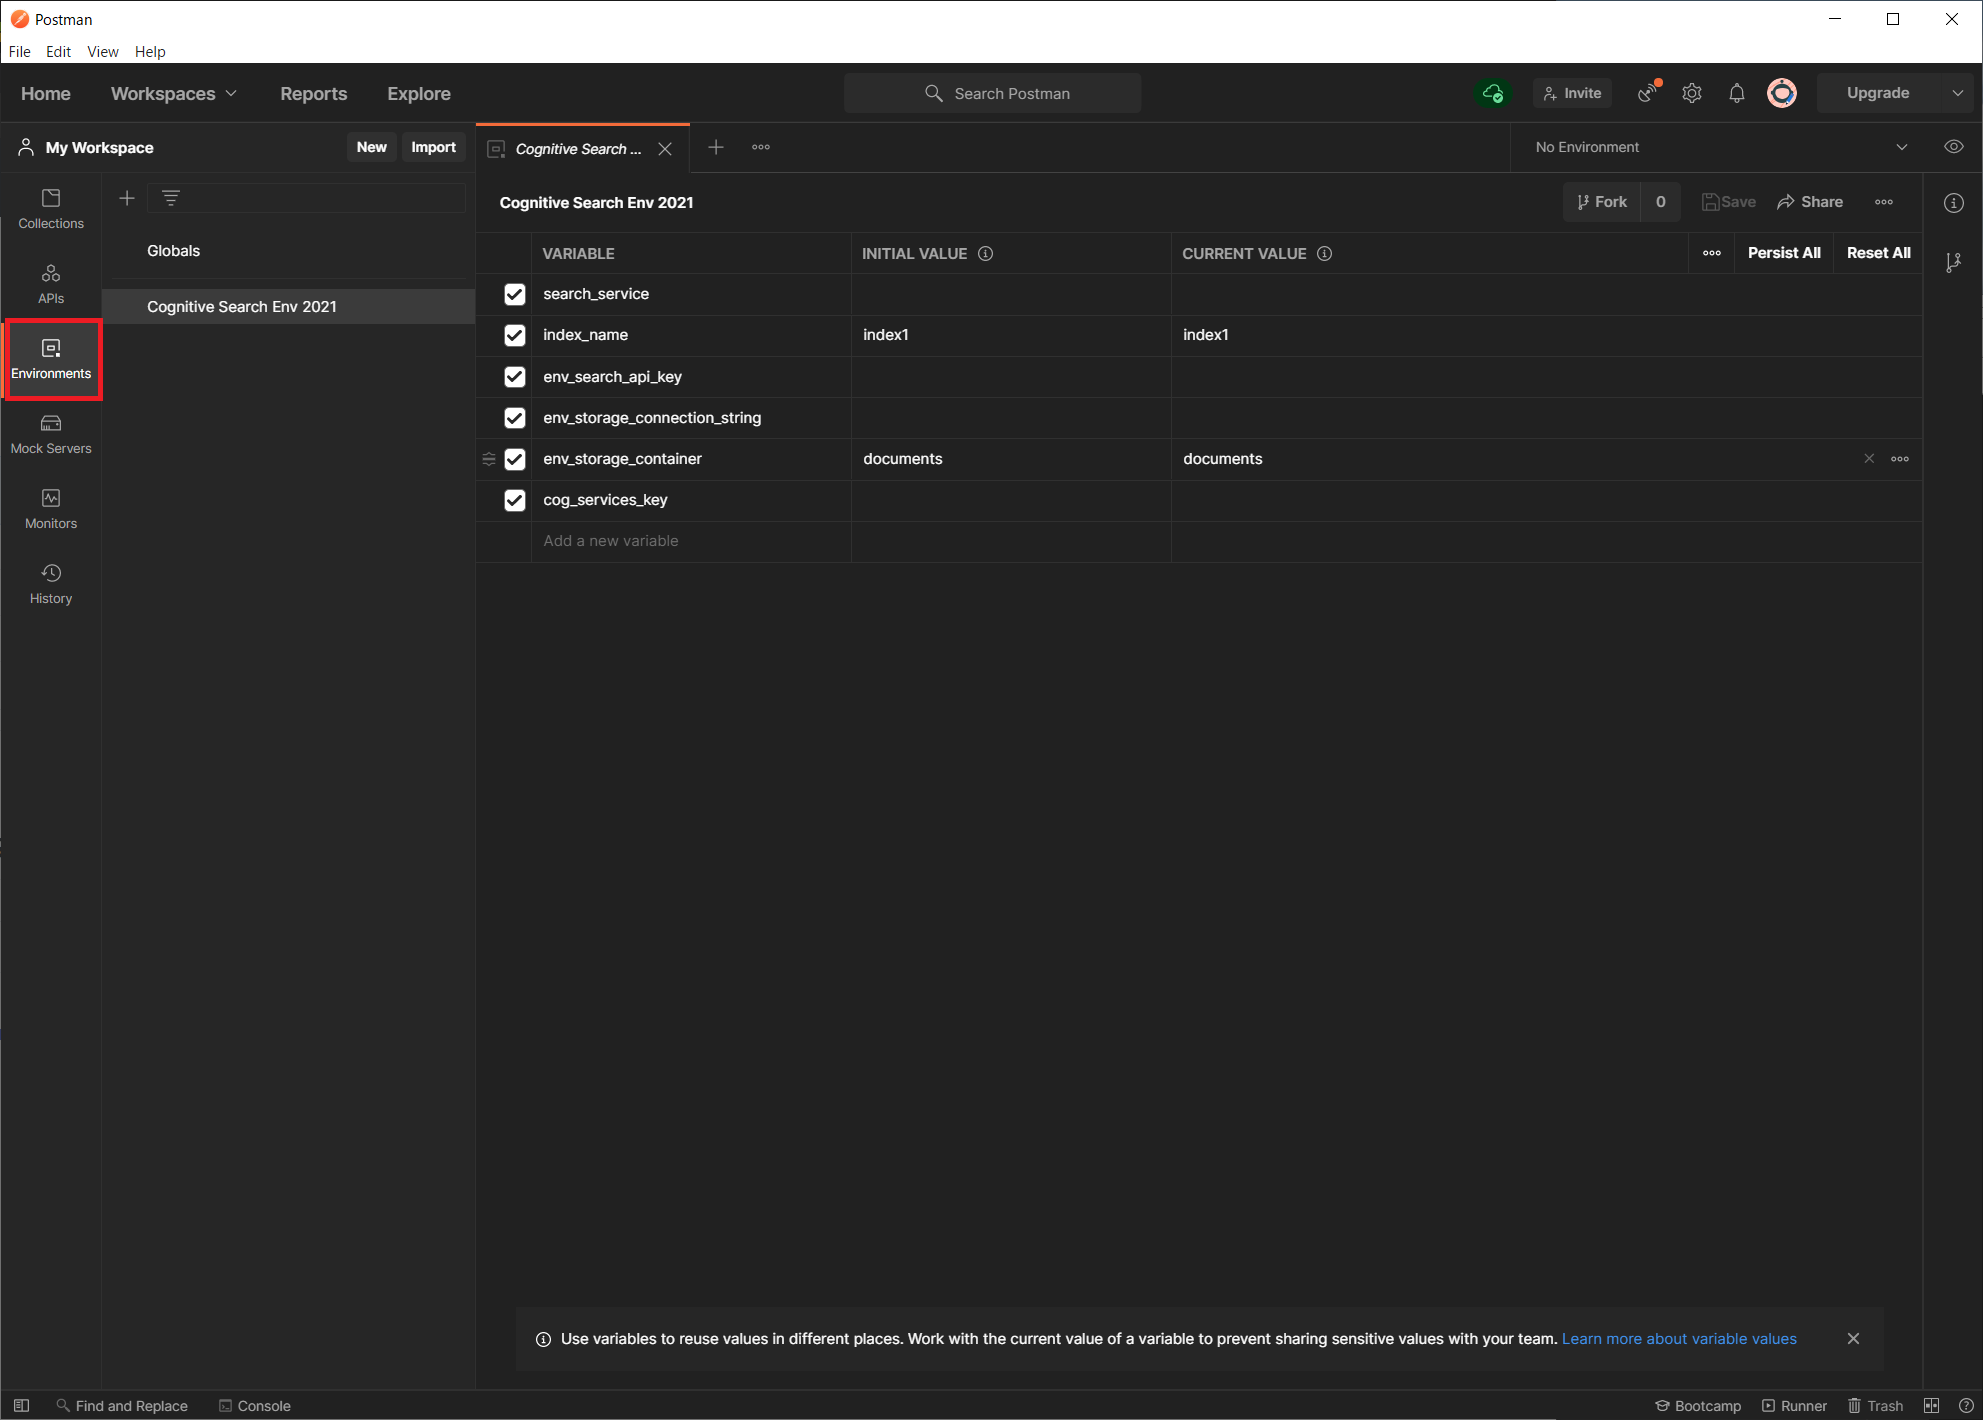 Postman
File Edit View Help
Home Workspaces Reports Explore Search Postman Invite Upgrade
My Workspace New Import Cognitive Search ... No Environment
Collections
APIs
Environments
Mock Servers
Monitors
History
Globals
Cognitive Search Env 2021
Cognitive Search Env 2021 Fork 0 Save Share
VARIABLE INITIAL VALUE CURRENT VALUE Persist All Reset All
search_service
index_name index1 index1
env_search_api_key
env_storage_connection_string
env_storage_container documents documents
cog_services_key
Add a new variable
Use variables to reuse values in different places. Work with the current value of a variable to prevent sharing sensitive values with your team. Learn more about variable values
Find and Replace Console Bootcamp Runner Trash